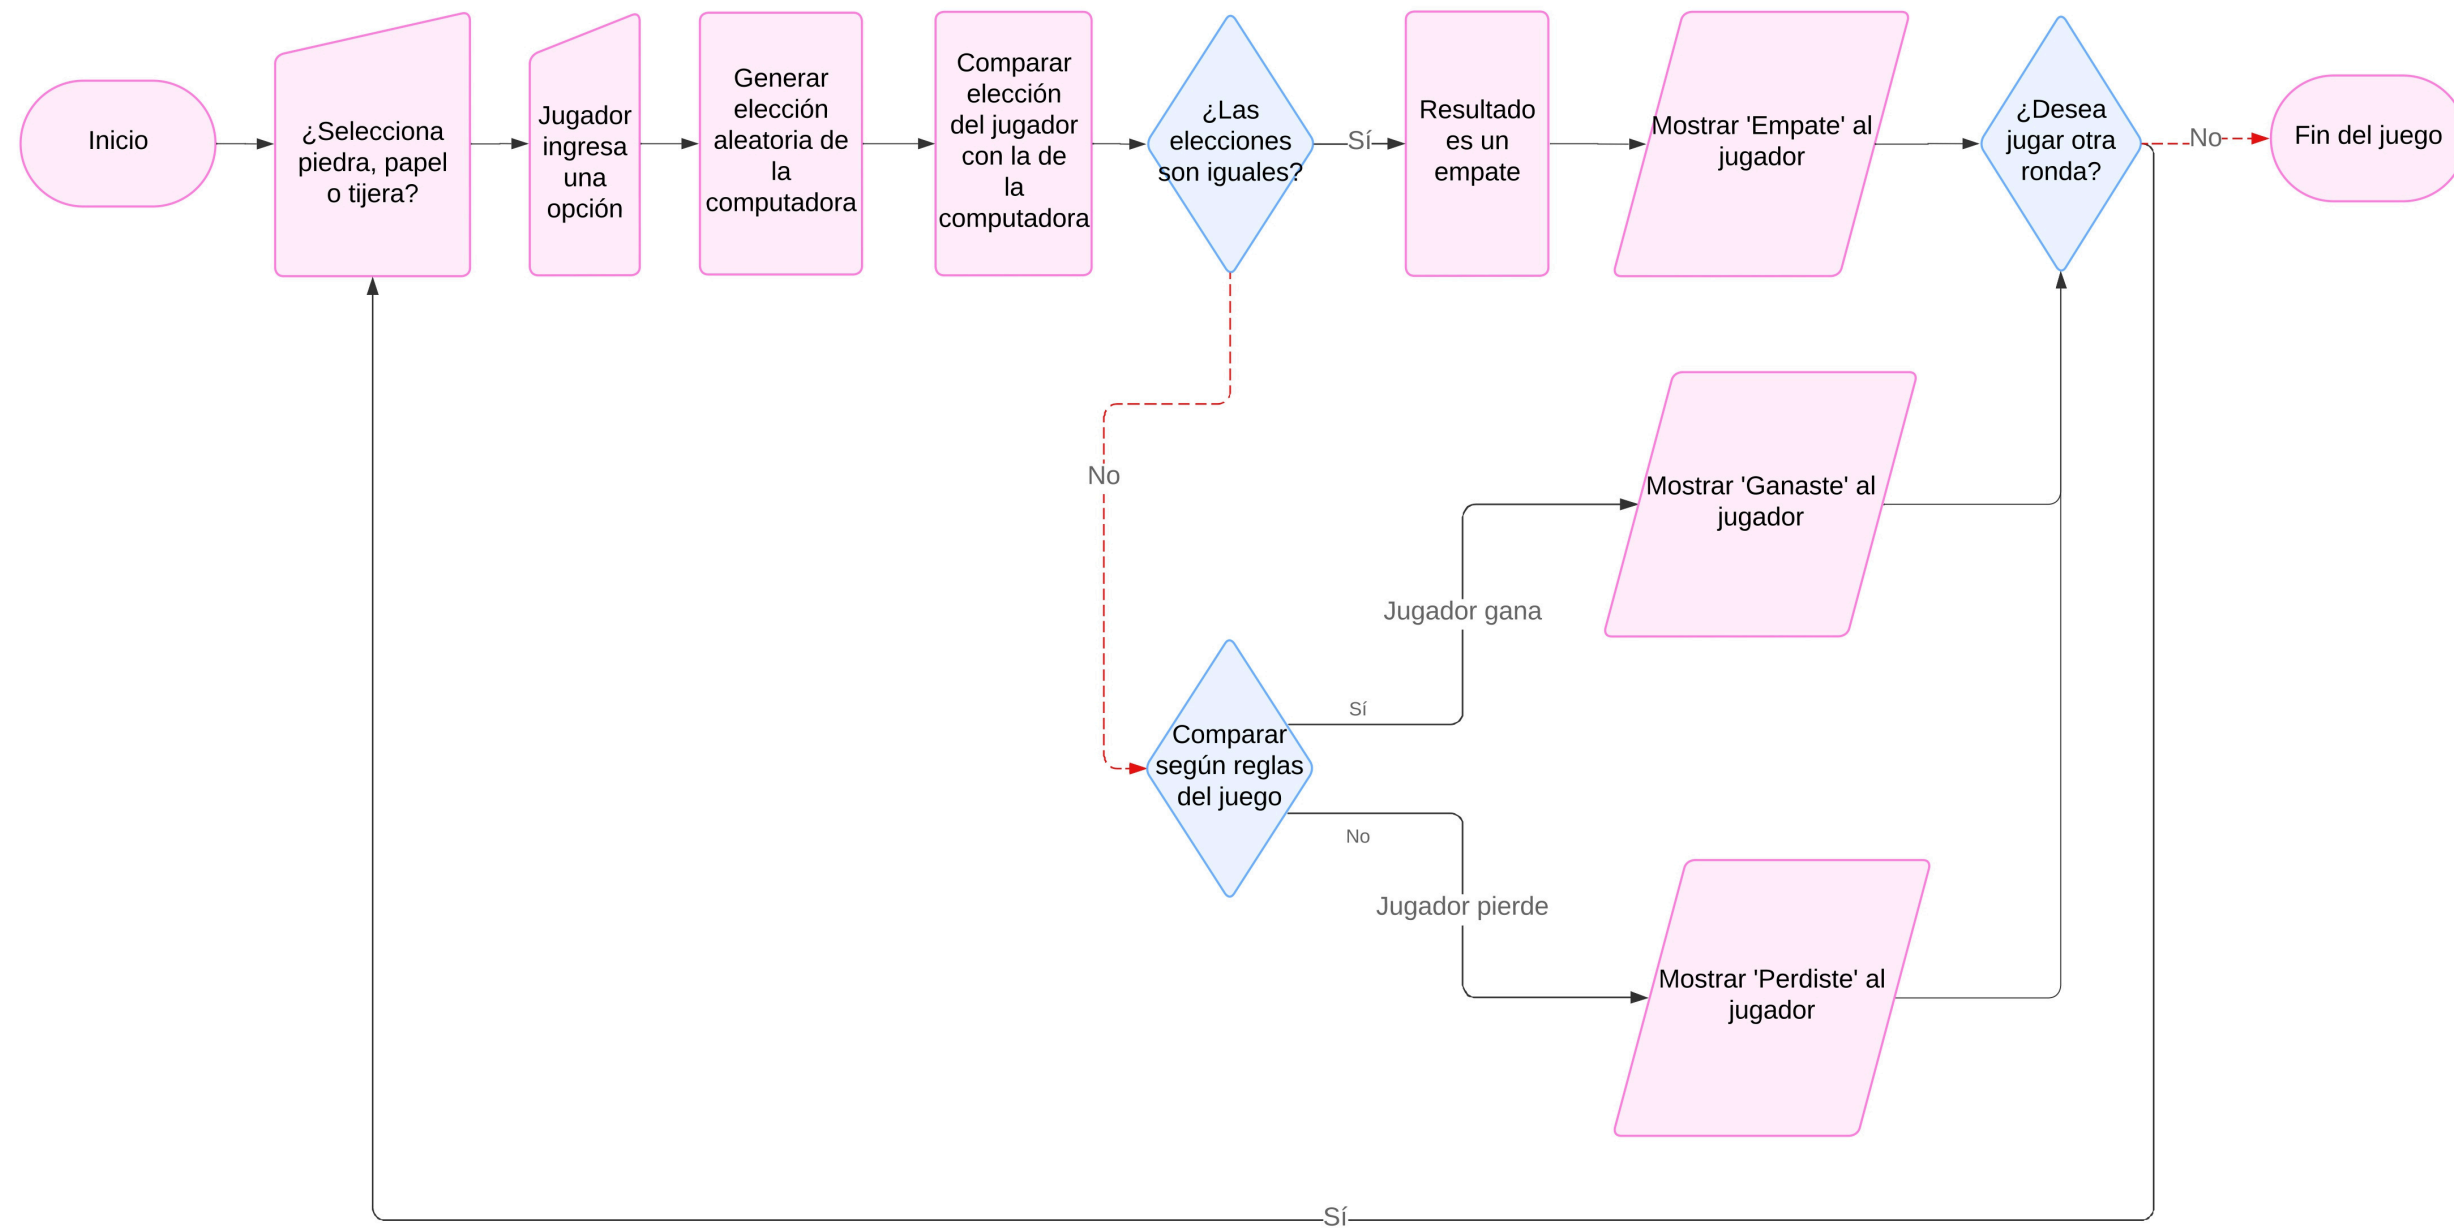 Inicio
¿Selecciona
piedra, papel
o tijera?
Jugador
ingresa
una
opción
Generar
elección
aleatoria de
la
computadora
Comparar
elección
del jugador
con la de
la
computadora
¿Las
elecciones
son iguales?
Sí
Resultado
es un
empate
Mostrar 'Empate' al
jugador
¿Desea
jugar otra
ronda?
No
Fin del juego
No
Mostrar 'Ganaste' al
jugador
Jugador gana
Sí
Comparar
según reglas
del juego
No
Jugador pierde
Mostrar 'Perdiste' al
jugador
Sí